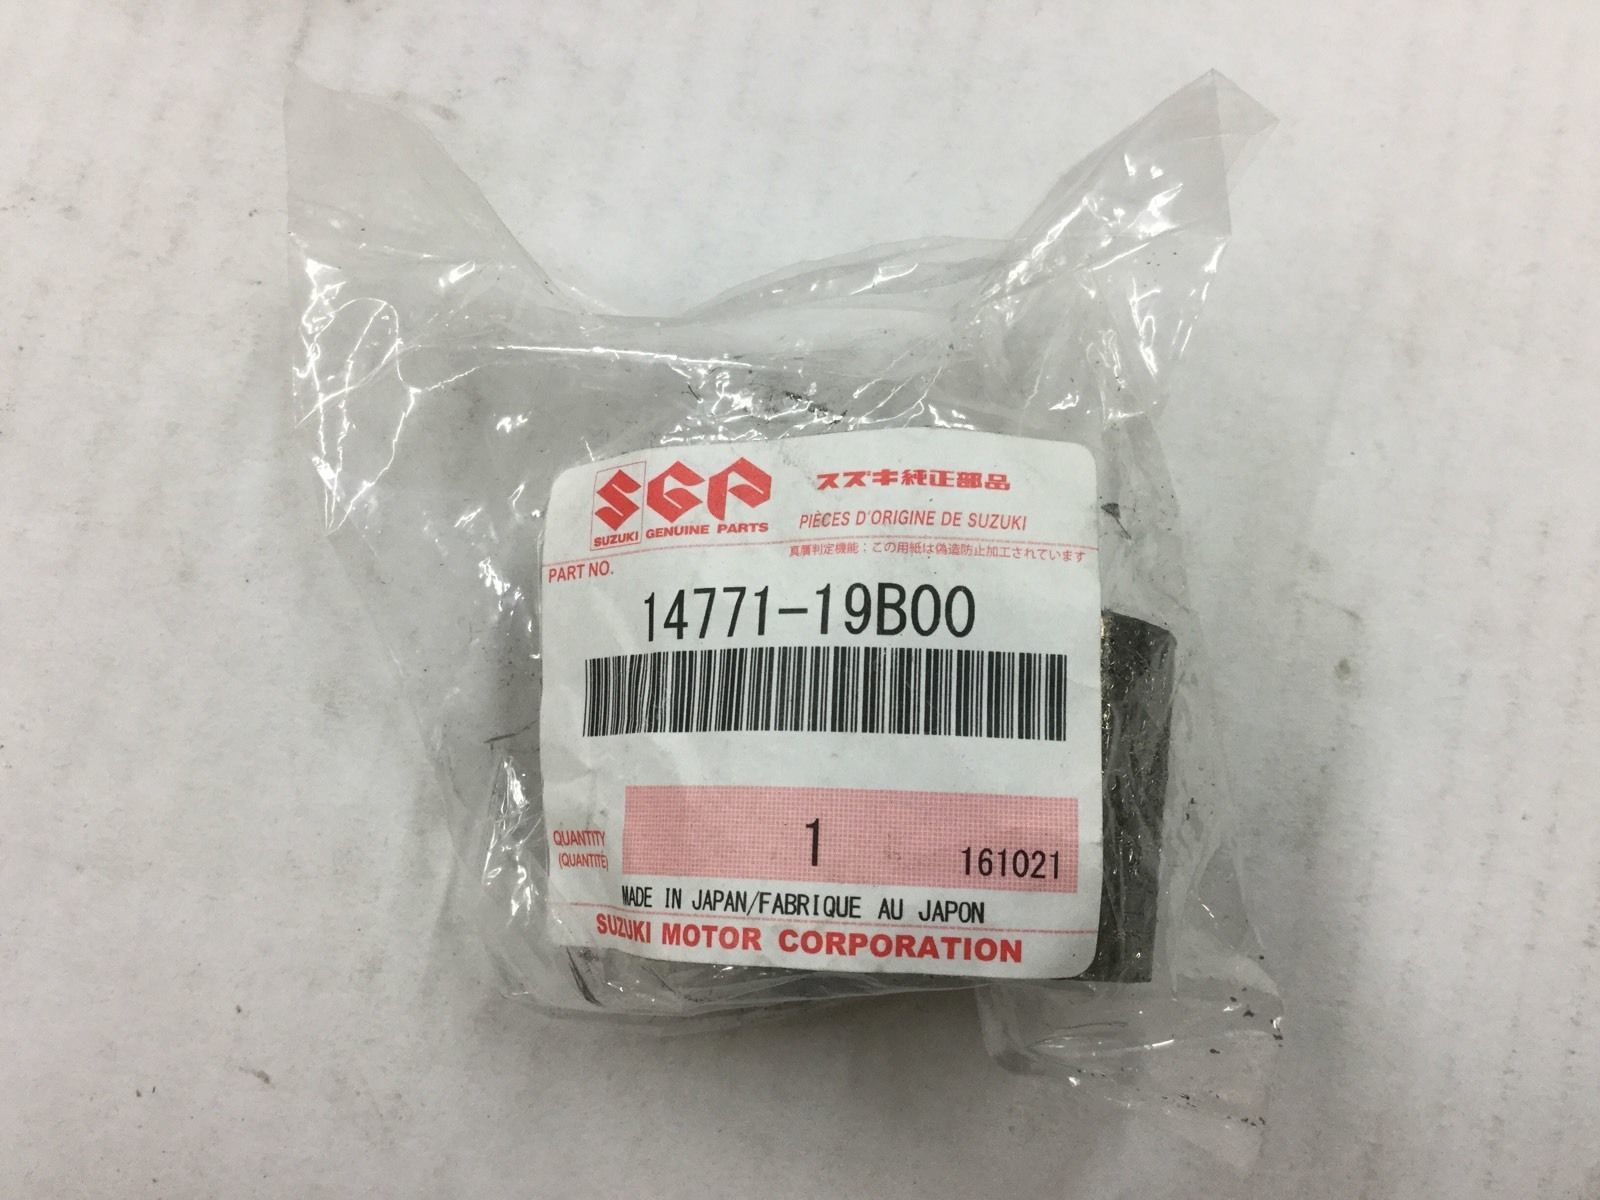 SGP
SUZUKI GENUINE PARTS
スズキ純正部品
PIÈCES D'ORIGINE DE SUZUKI
真贋判定機能：この用紙は偽造防止加工されています
PART NO.
14771-19B00
QUANTITY
(QUANTITÉ)
1
161021
MADE IN JAPAN/FABRIQUE AU JAPON
SUZUKI MOTOR CORPORATION